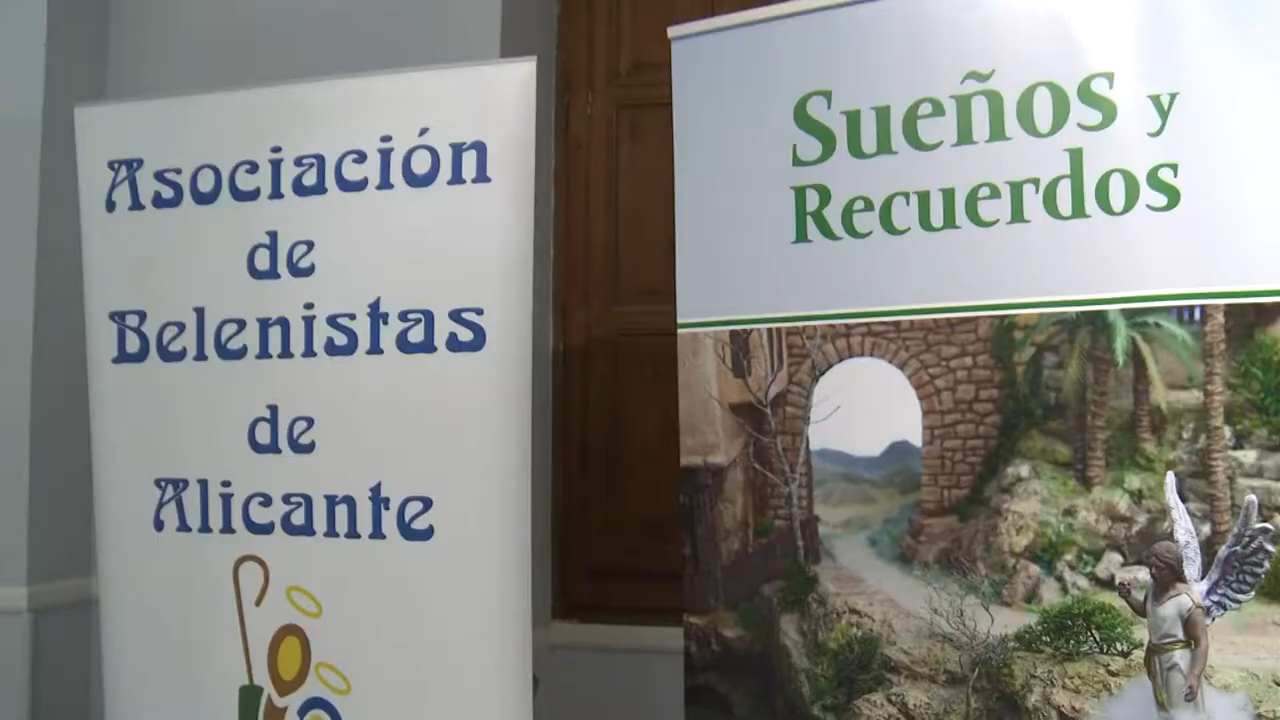 Asociación
de
Belenistas
de
Alicante
Sueños y
Recuerdos